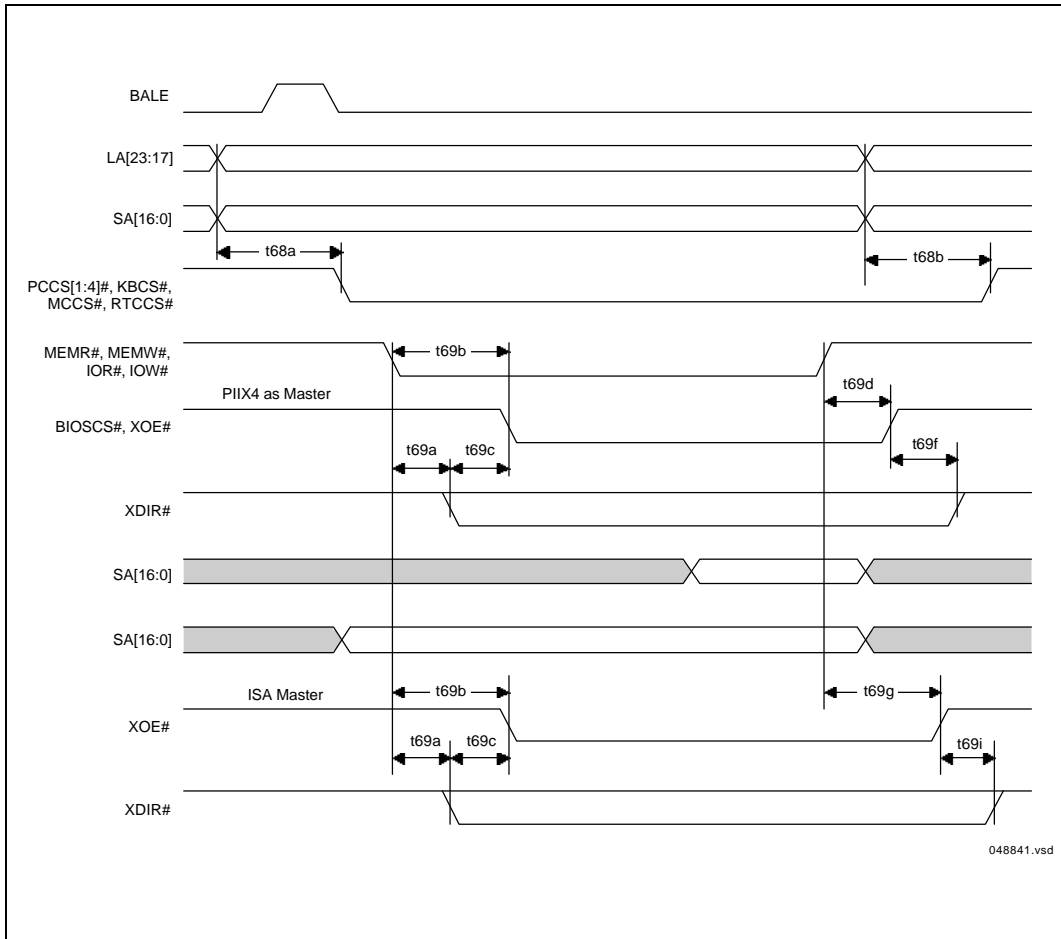 BALE
LA[23:17]
SA[16:0]
t68a
t68b
PCCS[1:4]#, KBCS#,
MCCS#, RTCCS#
t69b
MEMR#, MEMW#,
IOR#, IOW#
t69d
PIIX4 as Master
BIOSCS#, XOE#
t69f
t69a
t69c
XDIR#
SA[16:0]
SA[16:0]
t69b
t69g
ISA Master
XOE#
t69a
t69c
t69i
XDIR#
048841.vsd